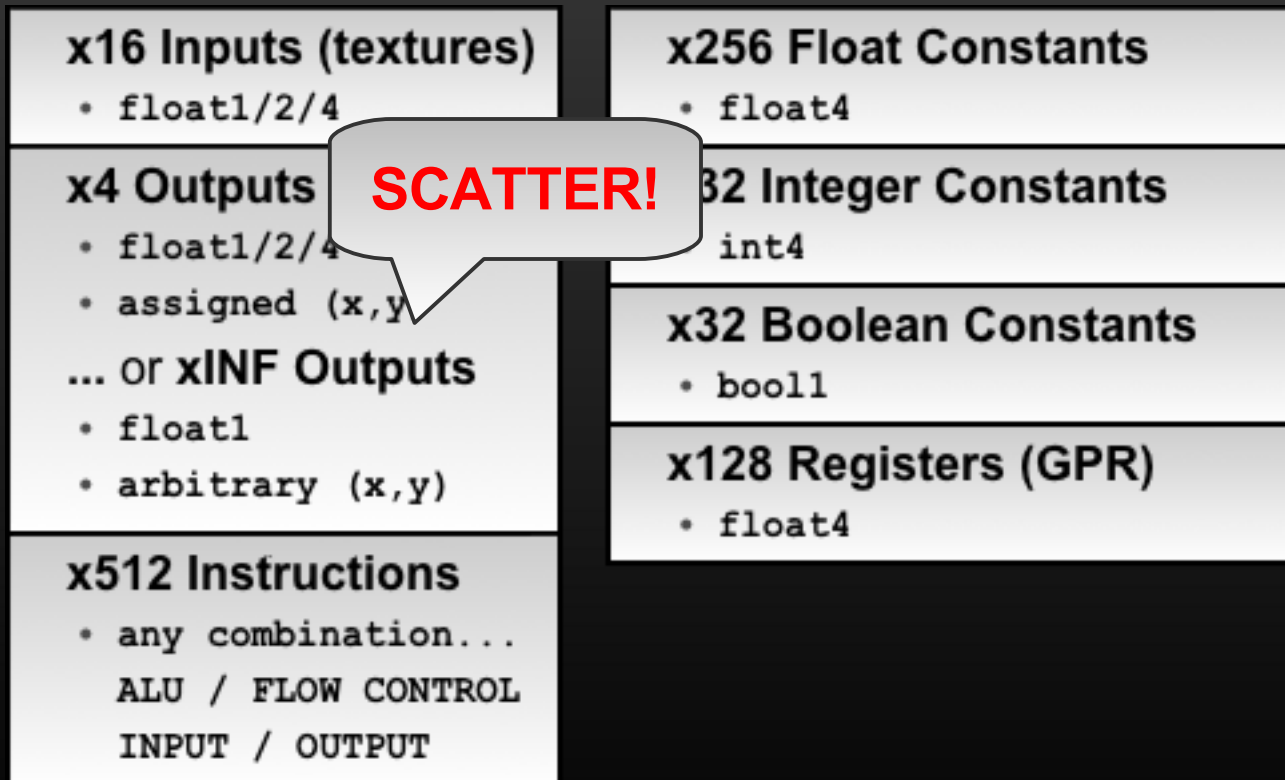 x16 Inputs (textures)
• float1/2/4
x4 Outputs
• float1/2/4
• assigned (x,y
... or xINF Outputs
• float1
• arbitrary (x,y)
x512 Instructions
• any combination...
ALU / FLOW CONTROL
INPUT / OUTPUT
SCATTER!
x256 Float Constants
• float4
32 Integer Constants
int4
x32 Boolean Constants
• bool1
x128 Registers (GPR)
• float4